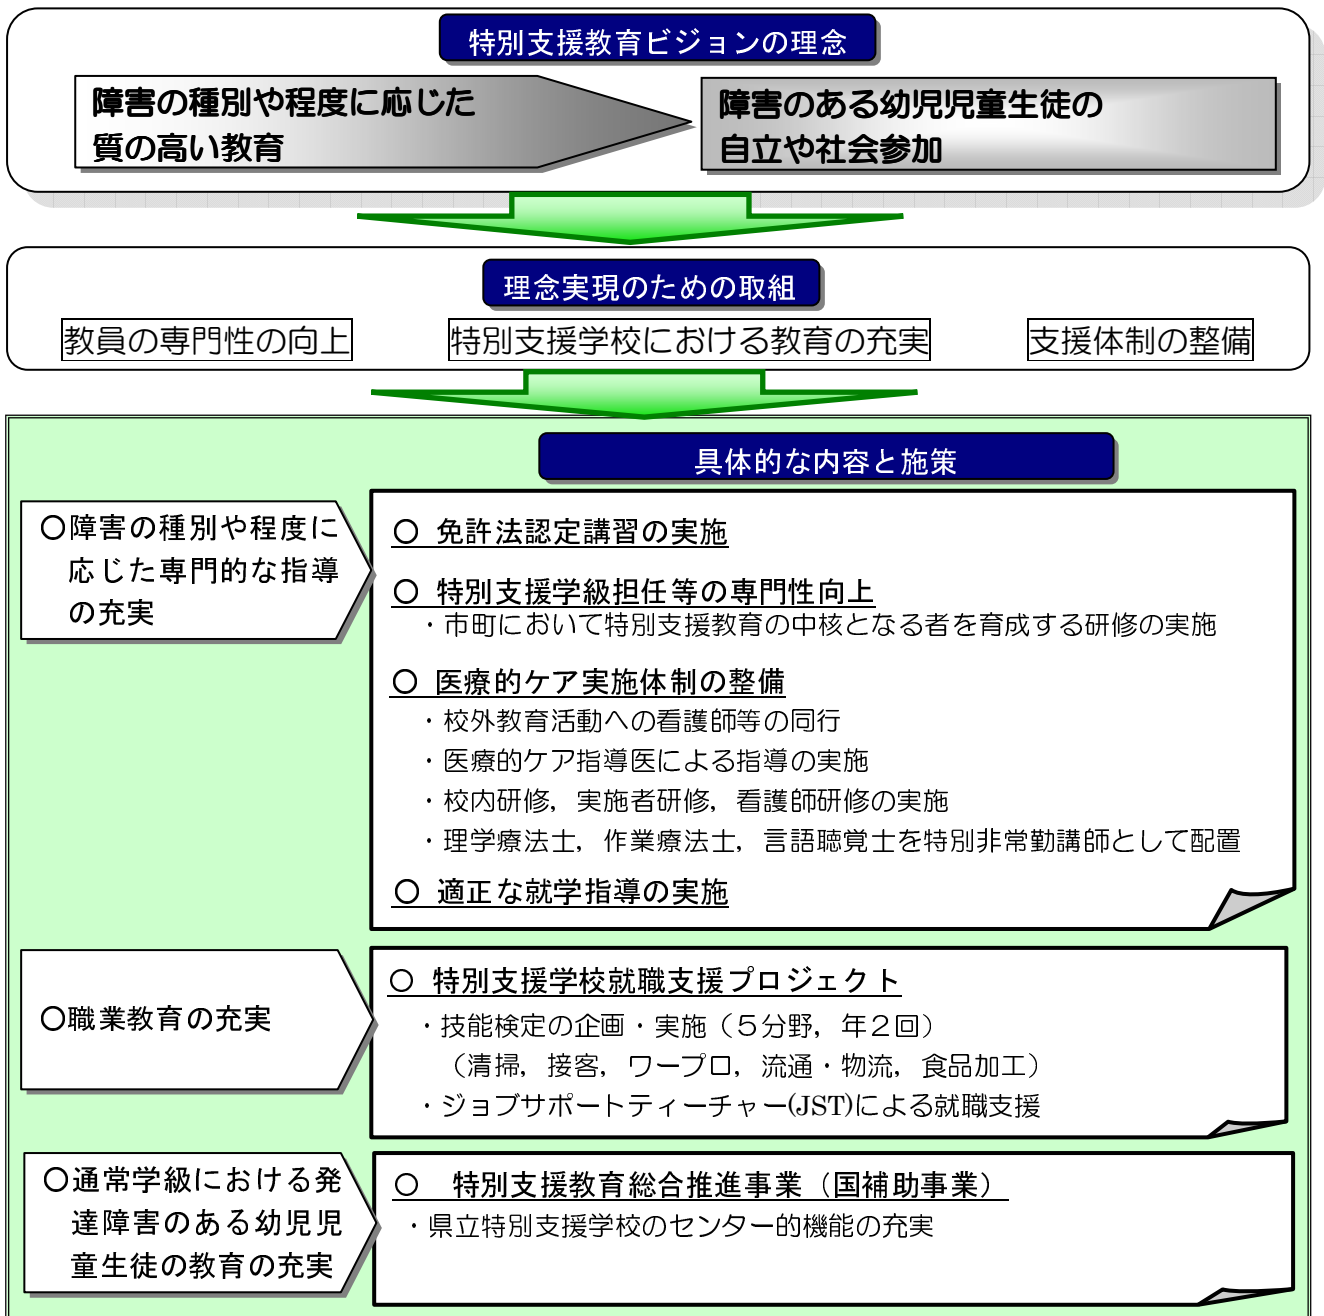 特別支援教育ビジョンの理念
障害の種別や程度に応じた
質の高い教育
障害のある幼児児童生徒の
自立や社会参加
理念実現のための取組
教員の専門性の向上
特別支援学校における教育の充実
支援体制の整備
具体的な内容と施策
○障害の種別や程度に
応じた専門的な指導
の充実
○ 免許法認定講習の実施
○ 特別支援学級担任等の専門性向上
・市町において特別支援教育の中核となる者を育成する研修の実施
○ 医療的ケア実施体制の整備
・校外教育活動への看護師等の同行
・医療的ケア指導医による指導の実施
・校内研修，実施者研修，看護師研修の実施
・理学療法士，作業療法士，言語聴覚士を特別非常勤講師として配置
○ 適正な就学指導の実施
○職業教育の充実
○ 特別支援学校就職支援プロジェクト
・技能検定の企画・実施（５分野，年２回）
（清掃，接客，ワープロ，流通・物流，食品加工）
・ジョブサポートティーチャー(JST)による就職支援
○通常学級における発
達障害のある幼児児
童生徒の教育の充実
○ 特別支援教育総合推進事業（国補助事業）
・県立特別支援学校のセンター的機能の充実